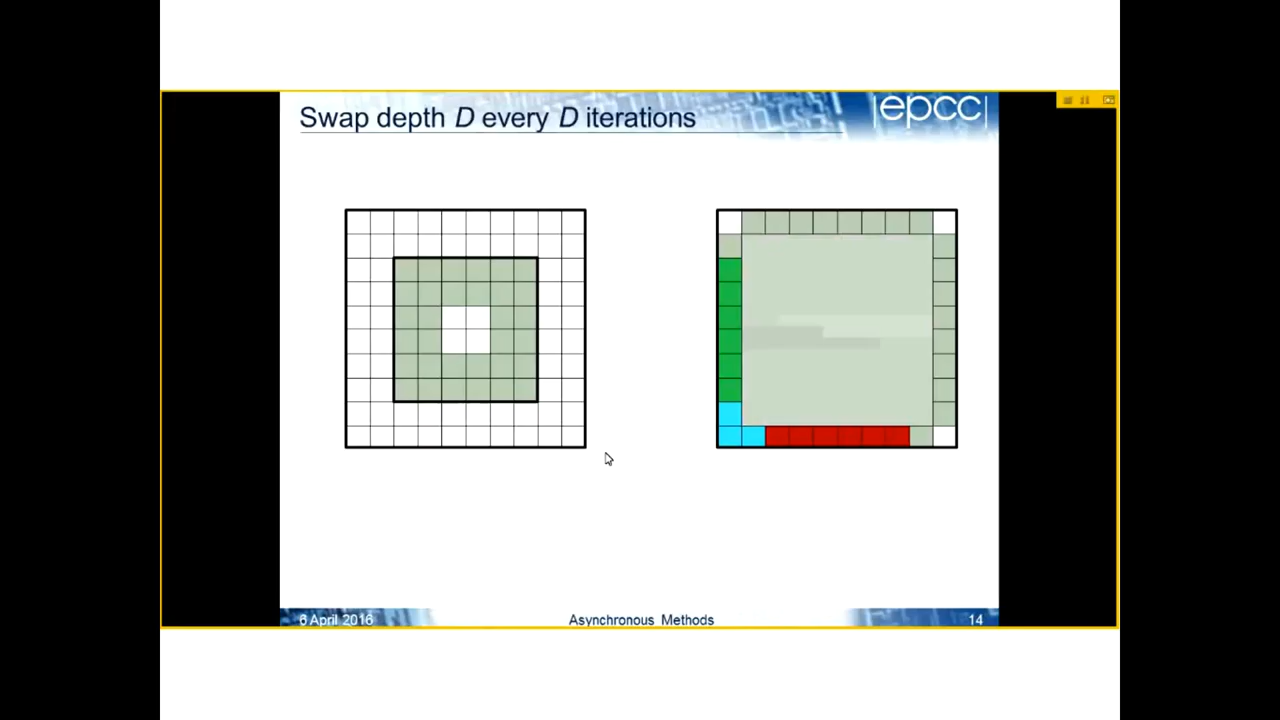 Swap depth D every D iterations
|epcc|
6 April 2016
Asynchronous Methods
14